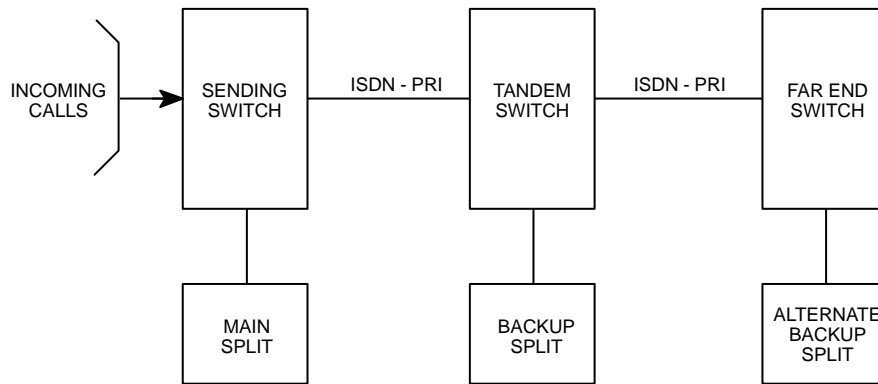 INCOMING
CALLS
SENDING
SWITCH
ISDN - PRI
TANDEM
SWITCH
ISDN - PRI
FAR END
SWITCH
MAIN
SPLIT
BACKUP
SPLIT
ALTERNATE
BACKUP
SPLIT